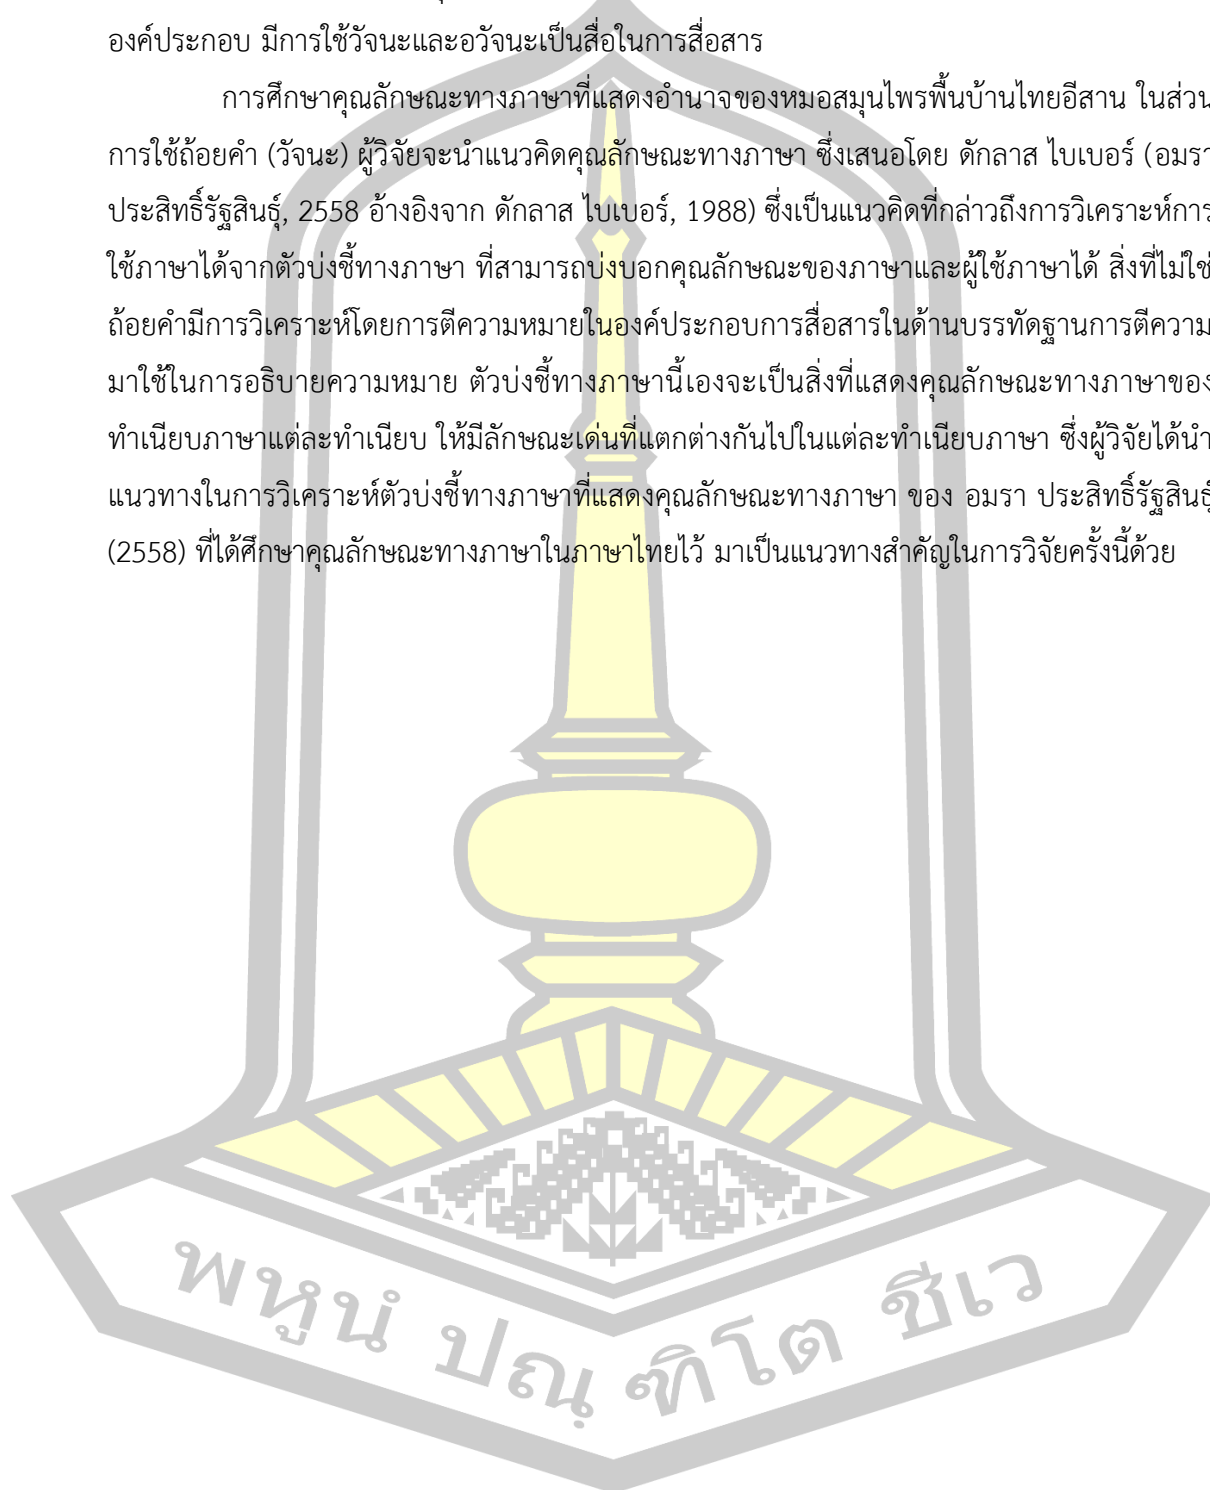 องค์ประกอบ มีการใช้วัจนะและอวัจนะเป็นสื่อในการสื่อสาร
การศึกษาคุณลักษณะทางภาษาที่แสดงอำนาจของหมอสมุนไพรพื้นบ้านไทยอีสาน ในส่วน
การใช้ถ้อยคำ (วัจนะ) ผู้วิจัยจะนำแนวคิดคุณลักษณะทางภาษา ซึ่งเสนอโดย ดักลาส ไบเบอร์ (อมรา
ประสิทธิ์รัฐสินธุ์, 2558 อ้างอิงจาก ดักลาส ไบเบอร์, 1988) ซึ่งเป็นแนวคิดที่กล่าวถึงการวิเคราะห์การ
ใช้ภาษาได้จากตัวบ่งชี้ทางภาษา ที่สามารถบ่งบอกคุณลักษณะของภาษาและผู้ใช้ภาษาได้ สิ่งที่ไม่ใช่
ถ้อยคำมีการวิเคราะห์โดยการตีความหมายในองค์ประกอบการสื่อสารในด้านบรรทัดฐานการตีความ
มาใช้ในการอธิบายความหมาย ตัวบ่งชี้ทางภาษานี้เองจะเป็นสิ่งที่แสดงคุณลักษณะทางภาษาของ
ทำเนียบภาษาแต่ละทำเนียบ ให้มีลักษณะเด่นที่แตกต่างกันไปในแต่ละทำเนียบภาษา ซึ่งผู้วิจัยได้นำ
แนวทางในการวิเคราะห์ตัวบ่งชี้ทางภาษาที่แสดงคุณลักษณะทางภาษา ของ อมรา ประสิทธิ์รัฐสินธุ์
(2558) ที่ได้ศึกษาคุณลักษณะทางภาษาในภาษาไทยไว้ มาเป็นแนวทางสำคัญในการวิจัยครั้งนี้ด้วย
พหูนํ ปณฺฑิโต ชีเว